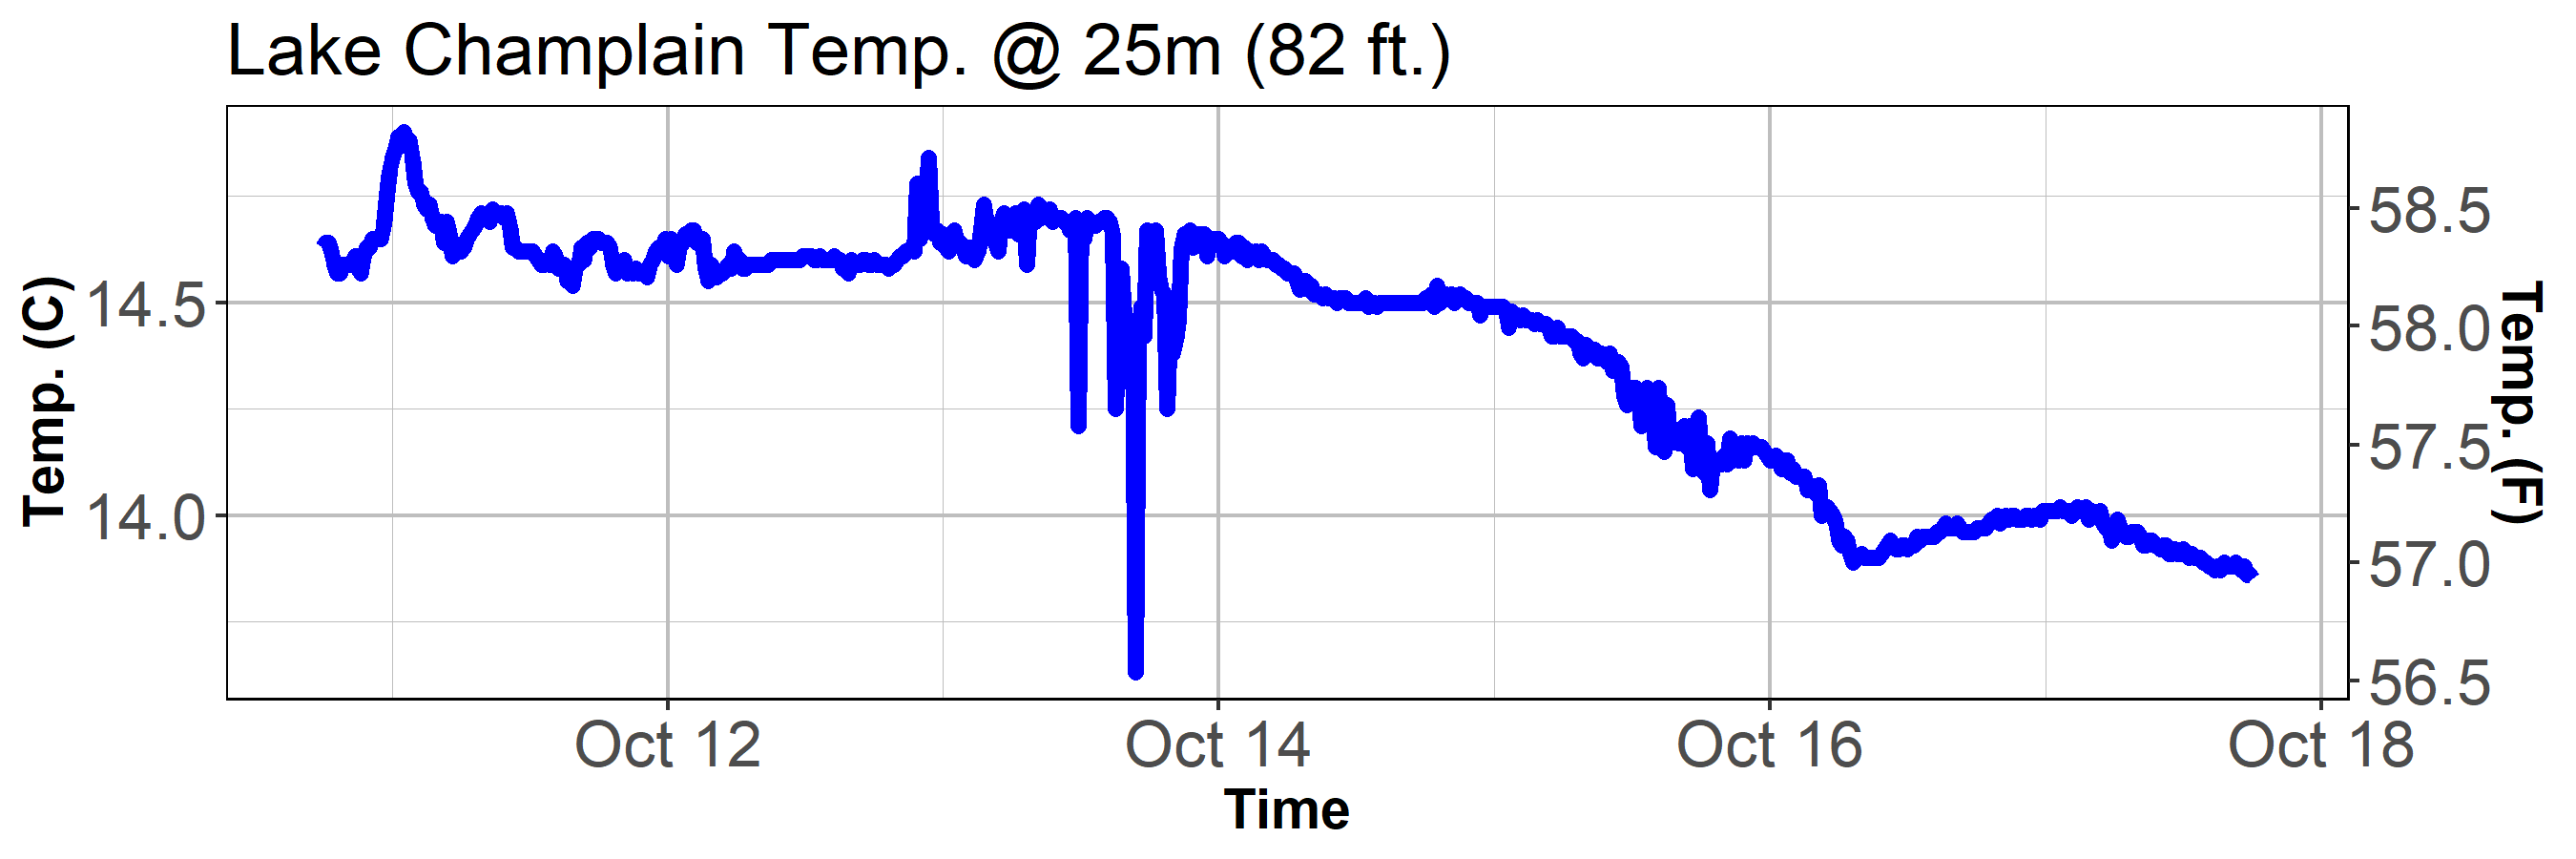 Lake Champlain Temp. @ 25m (82 ft.)
Temp. (C)
14.5
14.0
58.5
58.0
57.5
57.0
56.5
Temp. (F)
Oct 12
Oct 14
Oct 16
Oct 18
Time